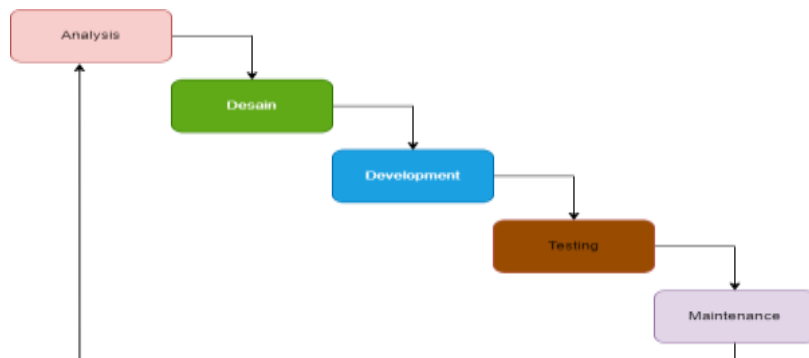 Analysis
Desain
Development
Testing
Maintenance